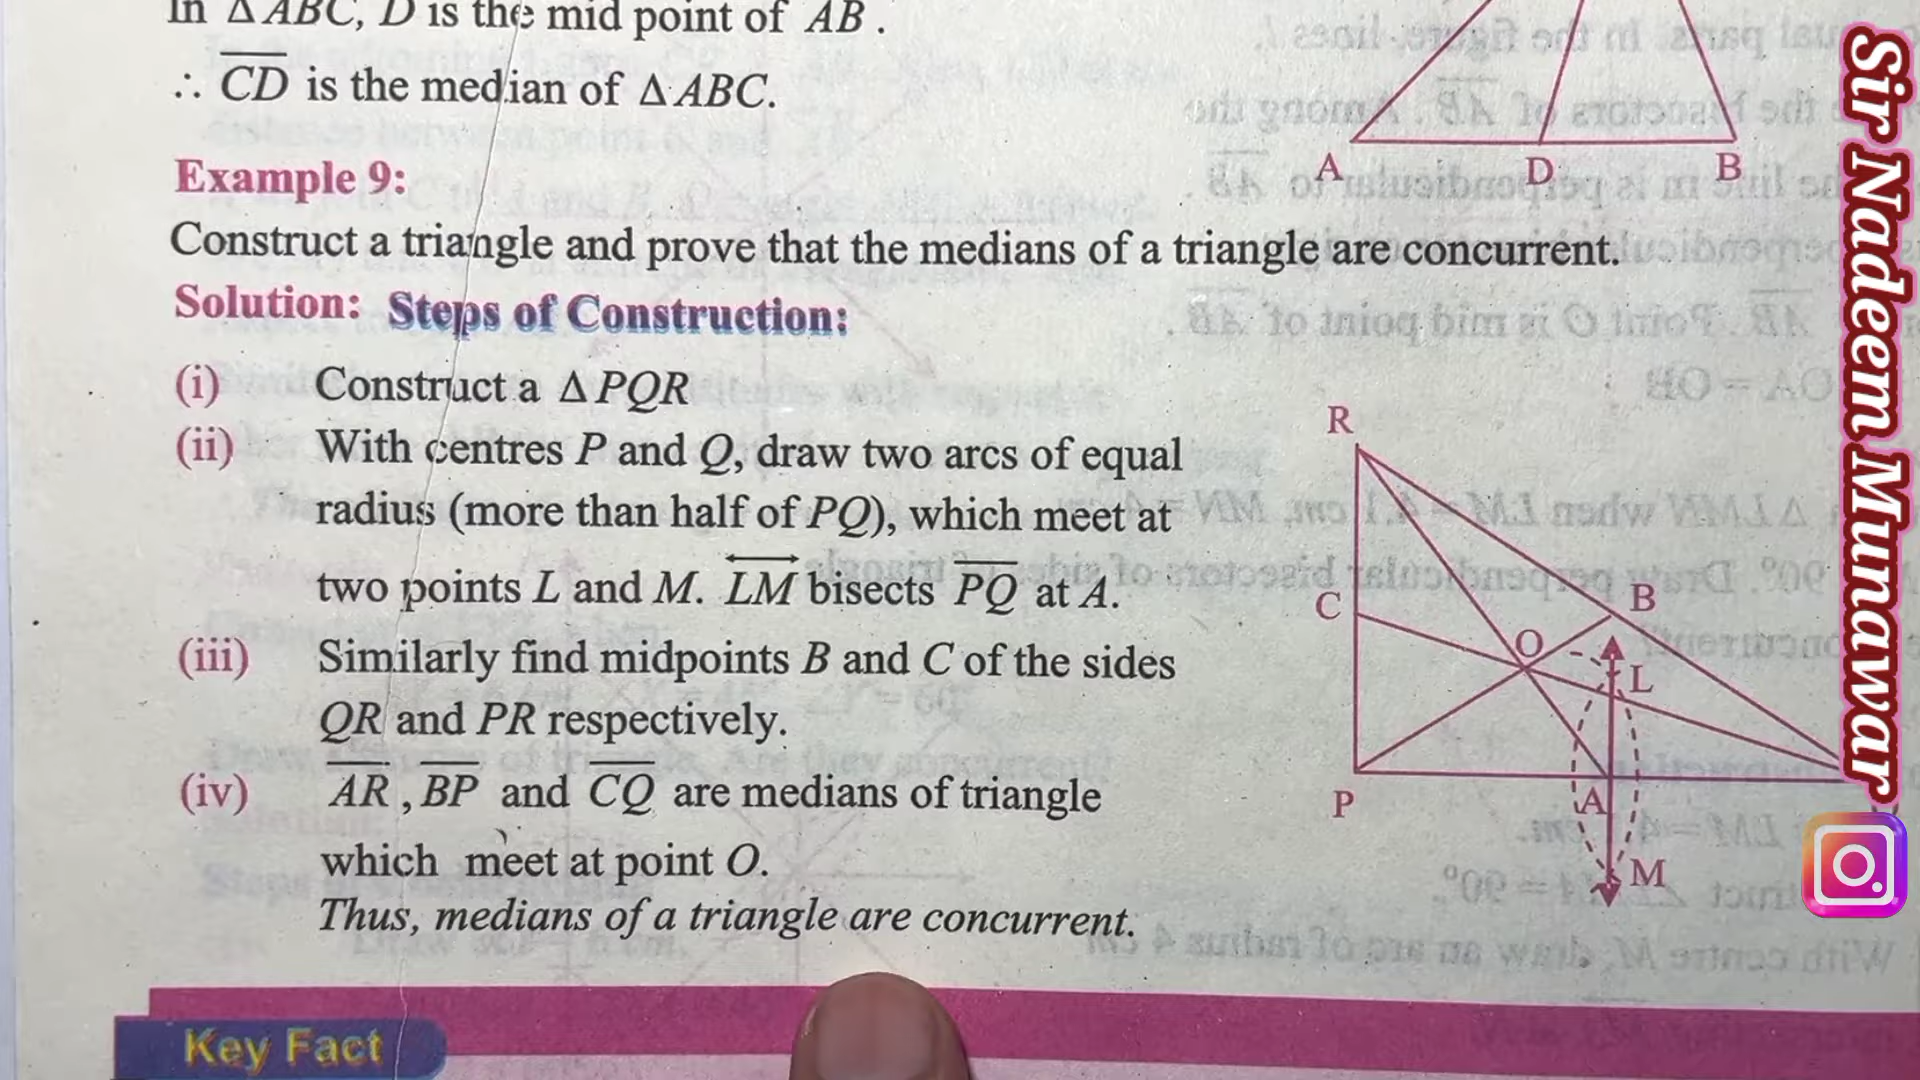 In Δ ABC, D is the mid point of AB .
∴ CD is the median of Δ ABC.
A D B
Example 9:
Construct a triangle and prove that the medians of a triangle are concurrent.
Solution: Steps of Construction:
(i) Construct a Δ PQR
(ii) With centres P and Q, draw two arcs of equal
radius (more than half of PQ), which meet at
two points L and M. LM bisects PQ at A.
(iii) Similarly find midpoints B and C of the sides
QR and PR respectively.
(iv) AR , BP and CQ are medians of triangle
which meet at point O.
Thus, medians of a triangle are concurrent.
R
C
B
O
L
P
A
M
Key Fact
Sir Nadeem Munawar